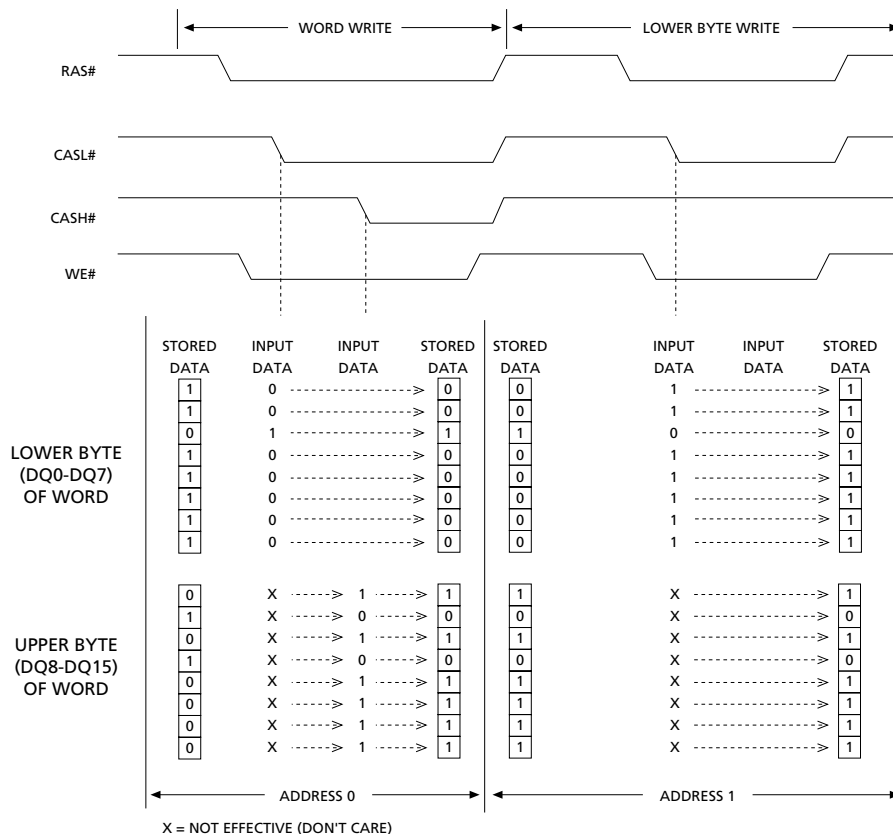 WORD WRITE LOWER BYTE WRITE
RAS#
CASL#
CASH#
WE#
STORED INPUT INPUT STORED STORED INPUT INPUT STORED
DATA DATA DATA DATA DATA DATA DATA DATA
1 0 0 0 1 1
1 0 0 0 1 1
0 1 1 1 0 0
LOWER BYTE
1 0 0 0 1 1
(DQ0-DQ7)
1 0 0 0 1 1
OF WORD
1 0 0 0 1 1
1 0 0 0 1 1
1 0 0 0 1 1
0 X 1 1 1 X 1
1 X 0 0 0 X 0
0 X 1 1 1 X 1
UPPER BYTE
1 X 0 0 0 X 0
(DQ8-DQ15)
0 X 1 1 1 X 1
OF WORD
0 X 1 1 1 X 1
0 X 1 1 1 X 1
0 X 1 1 1 X 1
ADDRESS 0 ADDRESS 1
X = NOT EFFECTIVE (DON'T CARE)